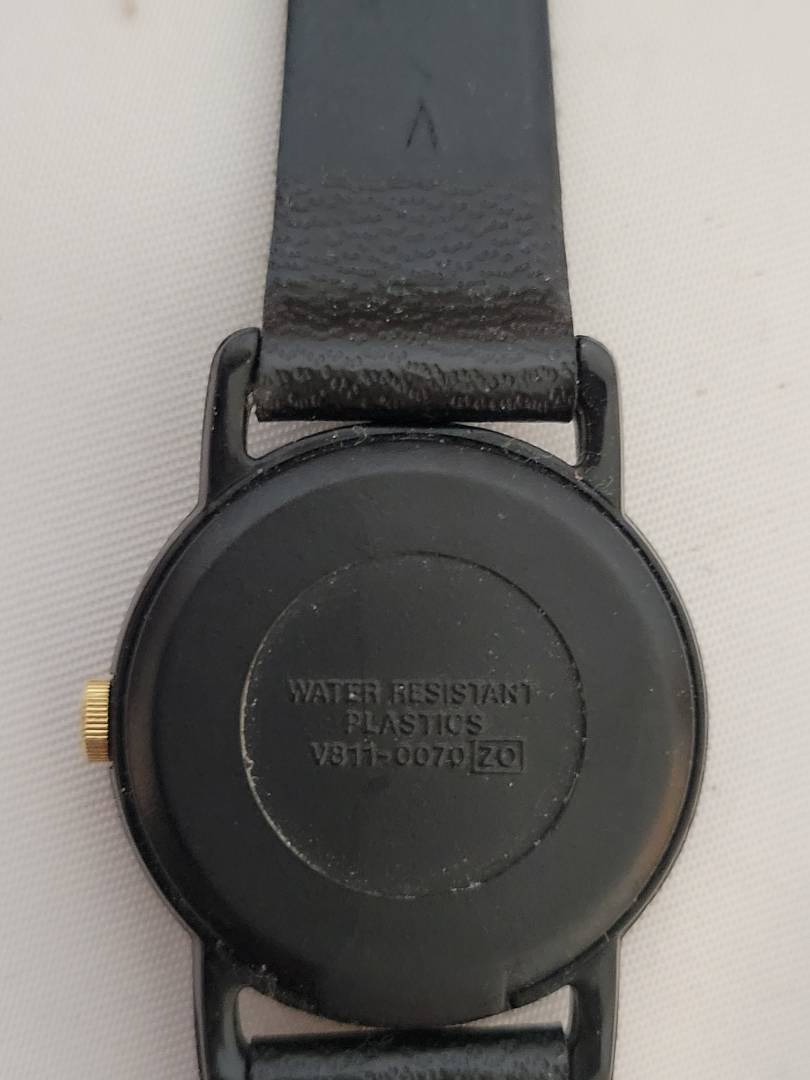 WATER RESISTANT
PLASTICS
V811-0070 ZO